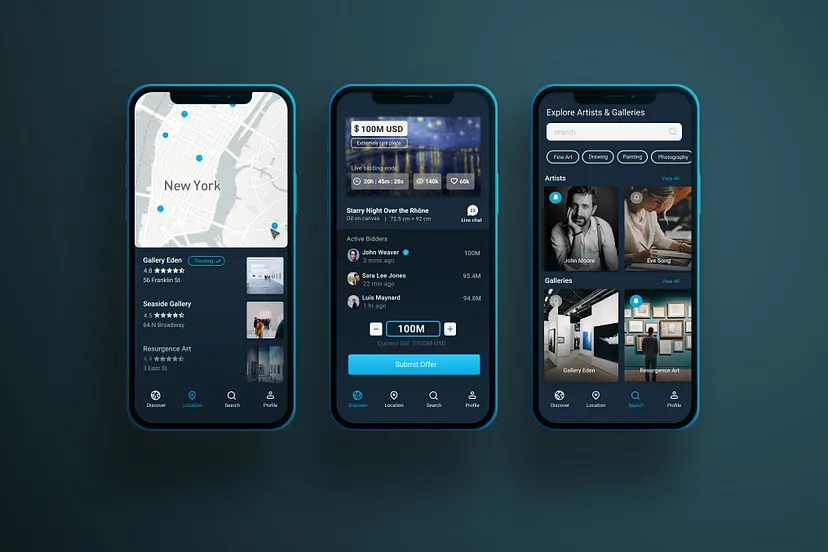 New York
Gallery Eden
Trending
4.8
56 Franklin St
Seaside Gallery
4.5
64 N Broadway
Resurgence Art
4.4
3 East St
Discover
Location
Search
Profile
$ 100M USD
Extremely rare piece
Live bidding ends:
20h : 45m : 28s
140k
60k
Starry Night Over the Rhône
Oil on canvas | 72.5 cm × 92 cm
Live chat
Active Bidders
John Weaver
3 mins ago
100M
Sara Lee Jones
22 min ago
95.4M
Luis Maynard
1 hr ago
94.8M
− 100M +
Current Bid: $100M USD
Submit Offer
Discover
Location
Search
Profile
Explore Artists & Galleries
search
Fine Art
Drawing
Painting
Photography
Artists
View All
John Moore
Eve Song
Galleries
View All
Gallery Eden
Resurgence Art
Discover
Location
Search
Profile